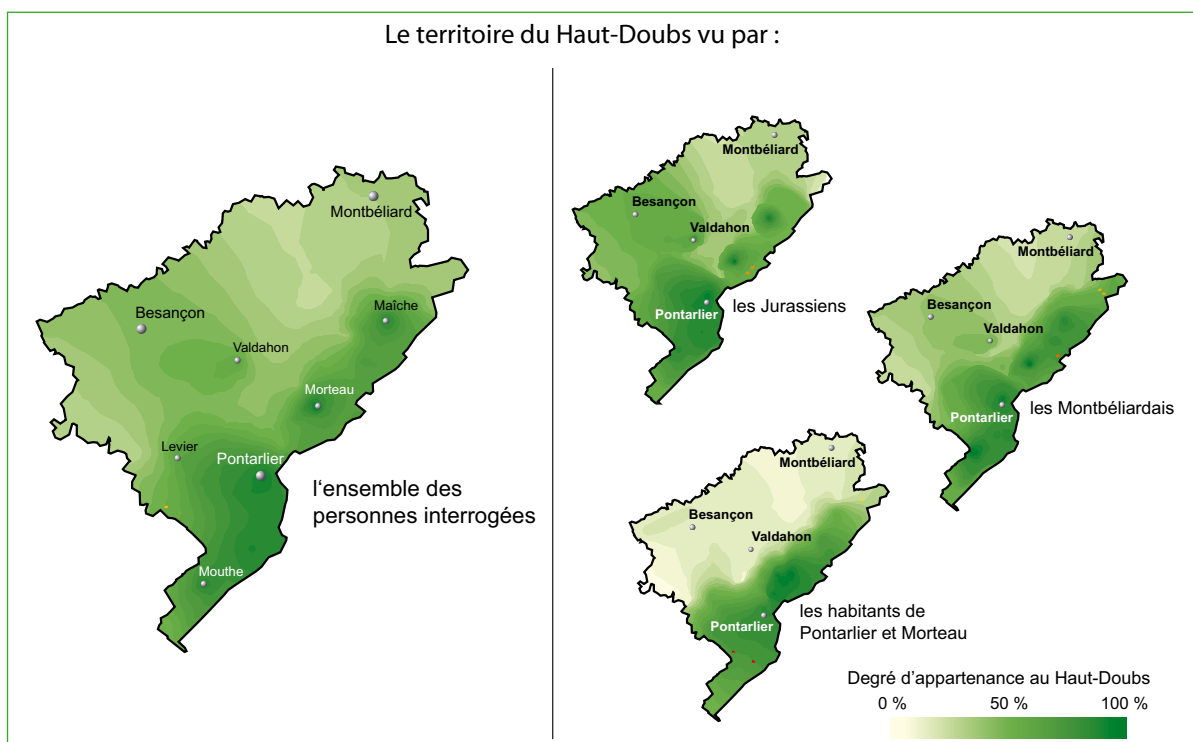 Le territoire du Haut-Doubs vu par :
Montbéliard
Besançon
Maîche
Valdahon
Morteau
Levier
Pontarlier
l'ensemble des
personnes interrogées
Mouthe
Montbéliard
Besançon
Valdahon
Pontarlier
les Jurassiens
Montbéliard
Besançon
Valdahon
Pontarlier
les Montbéliardais
Montbéliard
Besançon
Valdahon
Pontarlier
les habitants de
Pontarlier et Morteau
Degré d'appartenance au Haut-Doubs
0 % 50 % 100 %